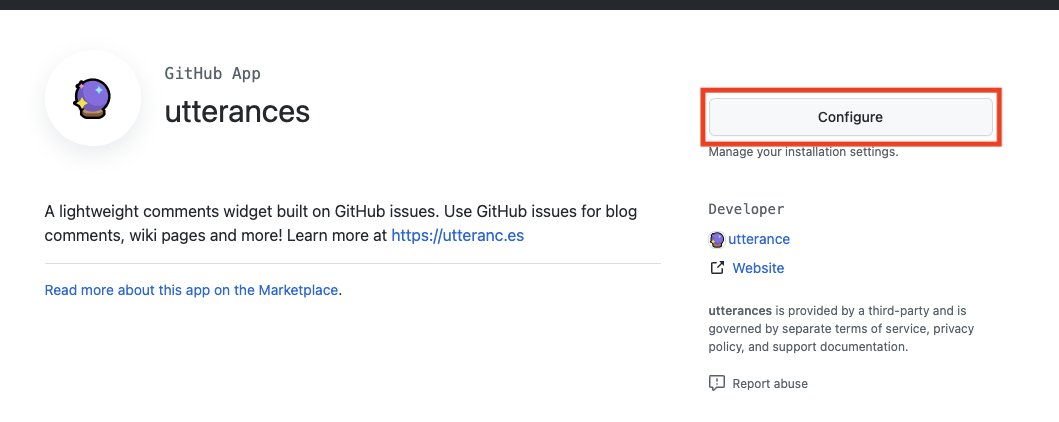 GitHub App
utterances
Configure
Manage your installation settings.
A lightweight comments widget built on GitHub issues. Use GitHub issues for blog
comments, wiki pages and more! Learn more at https://utteranc.es
Read more about this app on the Marketplace.
Developer
utterance
Website
utterances is provided by a third-party and is
governed by separate terms of service, privacy
policy, and support documentation.
Report abuse